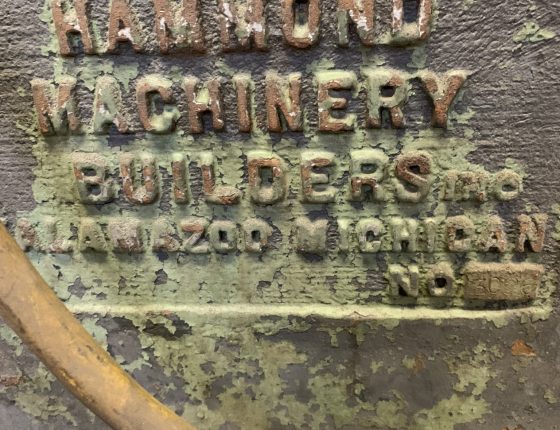 HAMMOND
MACHINERY
BUILDERS INC
KALAMAZOO MICHIGAN
NO